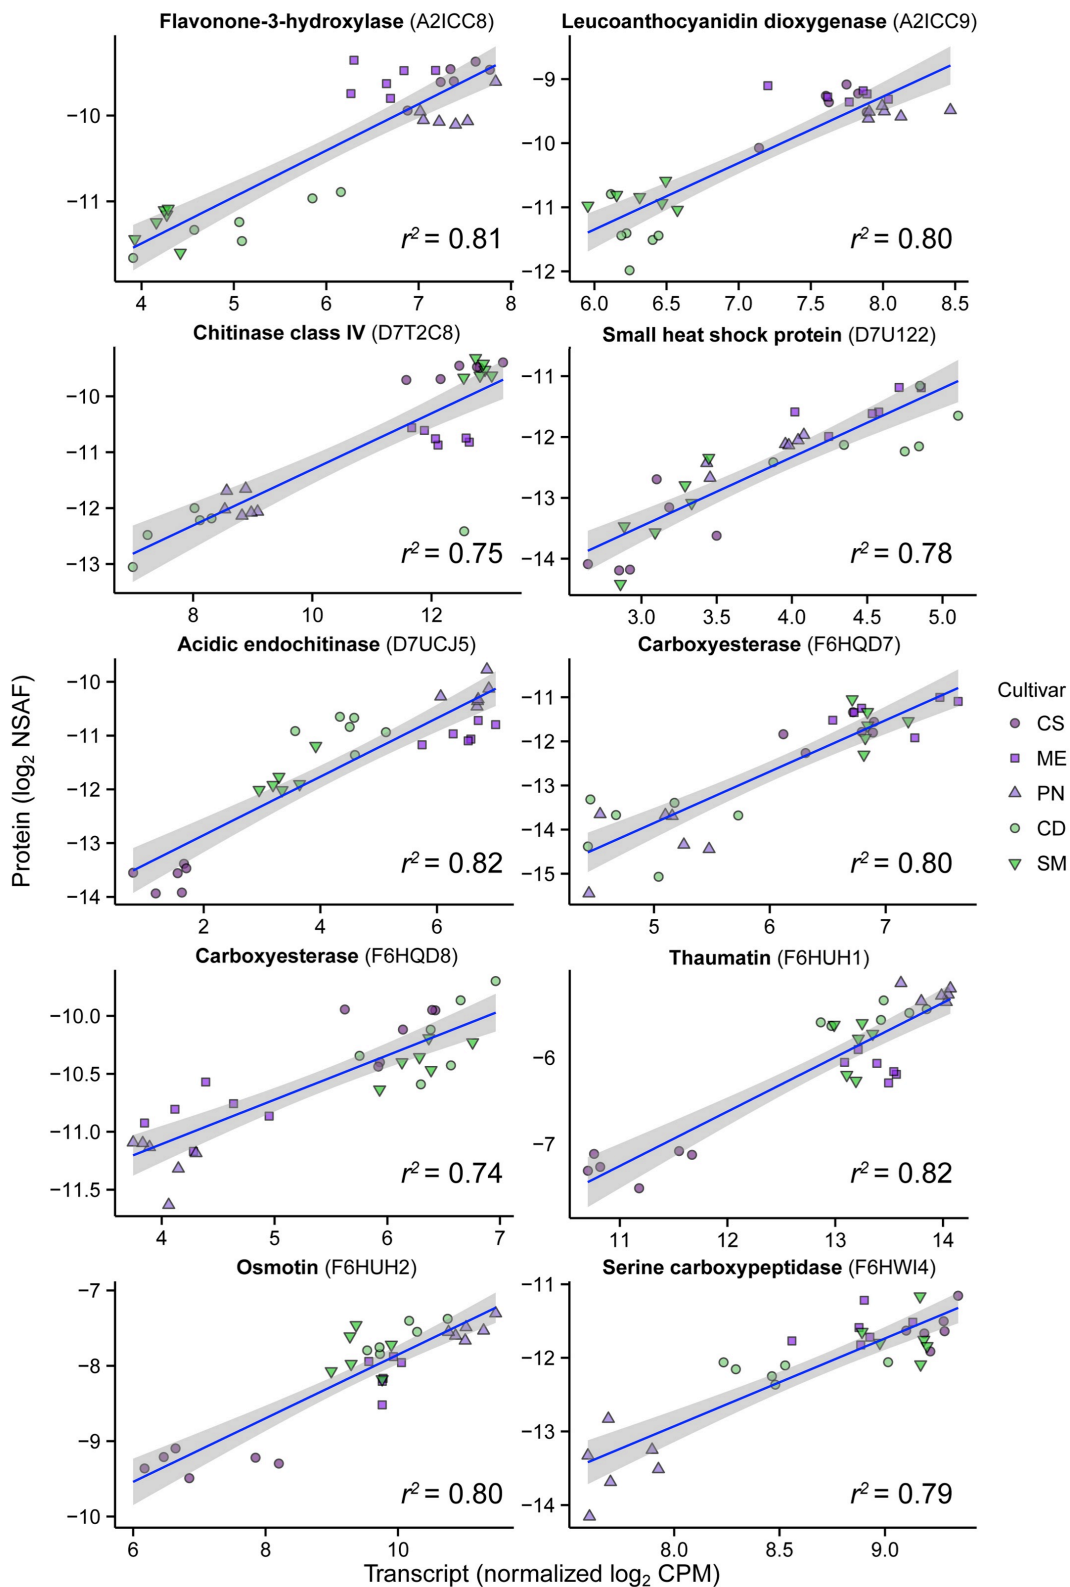 Flavonone-3-hydroxylase (A2ICC8)
−10
−11
r² = 0.81
4 5 6 7 8
Leucoanthocyanidin dioxygenase (A2ICC9)
−9
−10
−11
−12
r² = 0.80
6.0 6.5 7.0 7.5 8.0 8.5
Chitinase class IV (D7T2C8)
−10
−11
−12
−13
r² = 0.75
8 10 12
Small heat shock protein (D7U122)
−11
−12
−13
−14
r² = 0.78
3.0 3.5 4.0 4.5 5.0
Acidic endochitinase (D7UCJ5)
−10
−11
−12
−13
−14
r² = 0.82
2 4 6
Carboxyesterase (F6HQD7)
−11
−12
−13
−14
−15
r² = 0.80
5 6 7
Carboxyesterase (F6HQD8)
−10.0
−10.5
−11.0
−11.5
r² = 0.74
4 5 6 7
Thaumatin (F6HUH1)
−6
−7
r² = 0.82
11 12 13 14
Osmotin (F6HUH2)
−7
−8
−9
−10
r² = 0.80
6 8 10
Serine carboxypeptidase (F6HWI4)
−11
−12
−13
−14
r² = 0.79
8.0 8.5 9.0
Protein (log₂ NSAF)
Transcript (normalized log₂ CPM)
Cultivar
CS
ME
PN
CD
SM